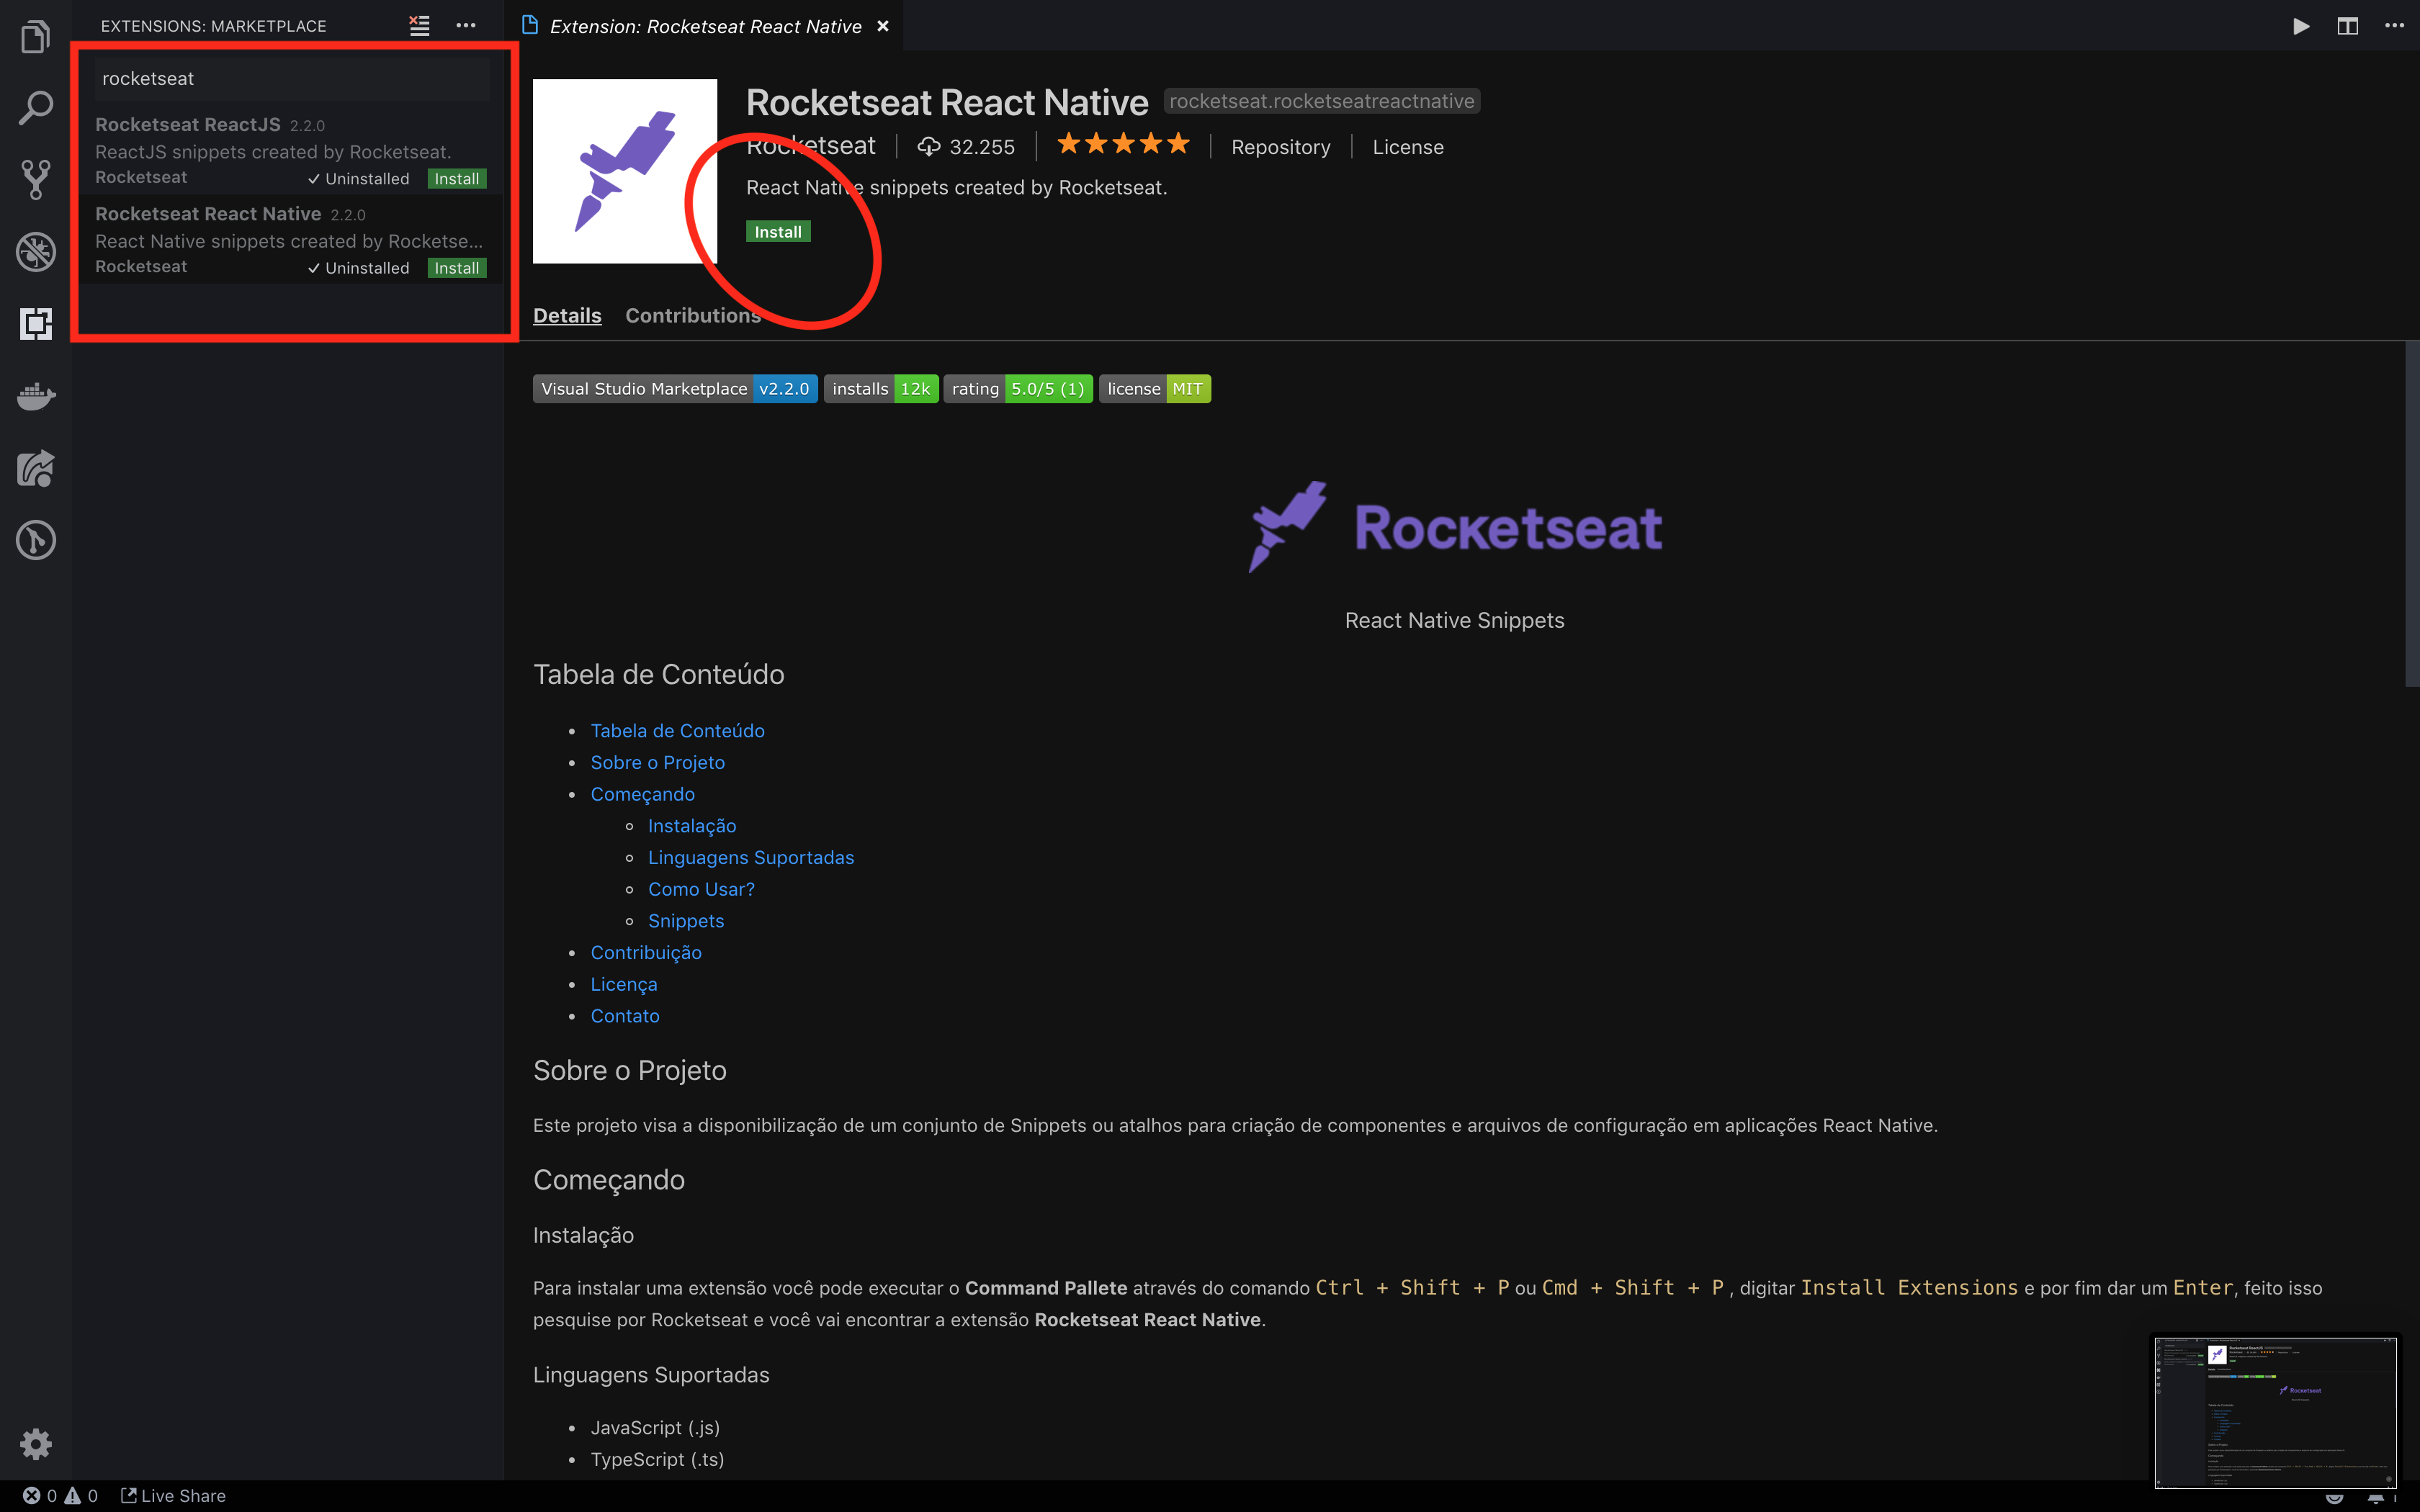 EXTENSIONS: MARKETPLACE
rocketseat
Rocketseat ReactJS 2.2.0
ReactJS snippets created by Rocketseat.
Rocketseat ✓ Uninstalled Install
Rocketseat React Native 2.2.0
React Native snippets created by Rocketse...
Rocketseat ✓ Uninstalled Install
Extension: Rocketseat React Native
Rocketseat React Native rocketseat.rocketseatreactnative
Rocketseat 32.255 Repository License
React Native snippets created by Rocketseat.
Install
Details Contributions
Visual Studio Marketplace v2.2.0 installs 12k rating 5.0/5 (1) license MIT
Rocketseat
React Native Snippets
Tabela de Conteúdo
Tabela de Conteúdo
Sobre o Projeto
Começando
Instalação
Linguagens Suportadas
Como Usar?
Snippets
Contribuição
Licença
Contato
Sobre o Projeto
Este projeto visa a disponibilização de um conjunto de Snippets ou atalhos para criação de componentes e arquivos de configuração em aplicações React Native.
Começando
Instalação
Para instalar uma extensão você pode executar o Command Pallete através do comando Ctrl + Shift + P ou Cmd + Shift + P , digitar Install Extensions e por fim dar um Enter, feito isso
pesquise por Rocketseat e você vai encontrar a extensão Rocketseat React Native.
Linguagens Suportadas
JavaScript (.js)
TypeScript (.ts)
Rocketseat ReactJS
Rocketseat
0 0 Live Share